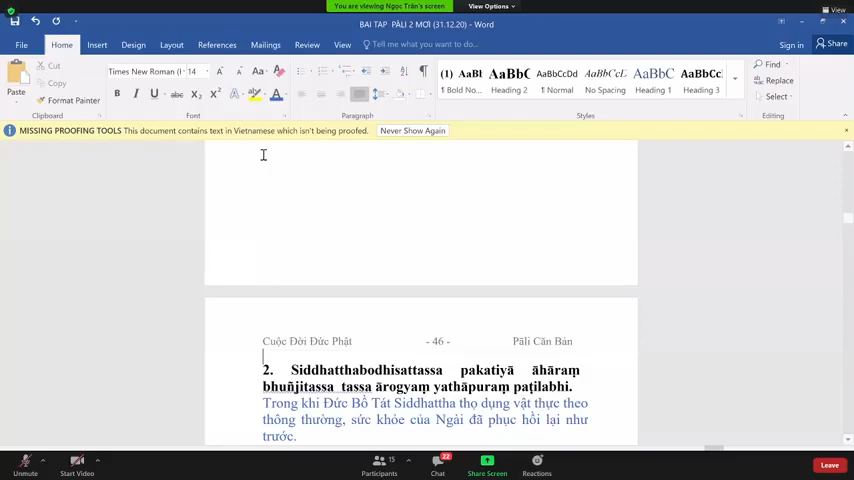 You are viewing Ngọc Trần's screen
View Options
View
BAI TAP PĀLI 2 MƠI (31.12.20) - Word
File Home Insert Design Layout References Mailings Review View Tell me what you want to do... Sign in Share
Cut
Copy
Format Painter
Paste
Times New Roman (I 14
Aa
B I U abc X₂ X² A A
(1) AaBl AaBbC AaBbCcDd AaBbCcL AaBbC AaBbCc
¶ Bold No... Heading 2 ¶ Normal No Spacing Heading 1 Heading 3
Find
Replace
Select
Clipboard Font Paragraph Styles Editing
MISSING PROOFING TOOLS This document contains text in Vietnamese which isn't being proofed. Never Show Again
Cuộc Đời Đức Phật - 46 - Pāli Căn Bản
2. Siddhatthabodhisattassa pakatiyā āhāraṃ
bhuñjitassa tassa ārogyaṃ yathāpuraṃ paṭilabhi.
Trong khi Đức Bồ Tát Siddhattha thọ dụng vật thực theo
thông thường, sức khỏe của Ngài đã phục hồi lại như
trước.
Unmute Start Video Participants 15 Chat 22 Share Screen Reactions Leave